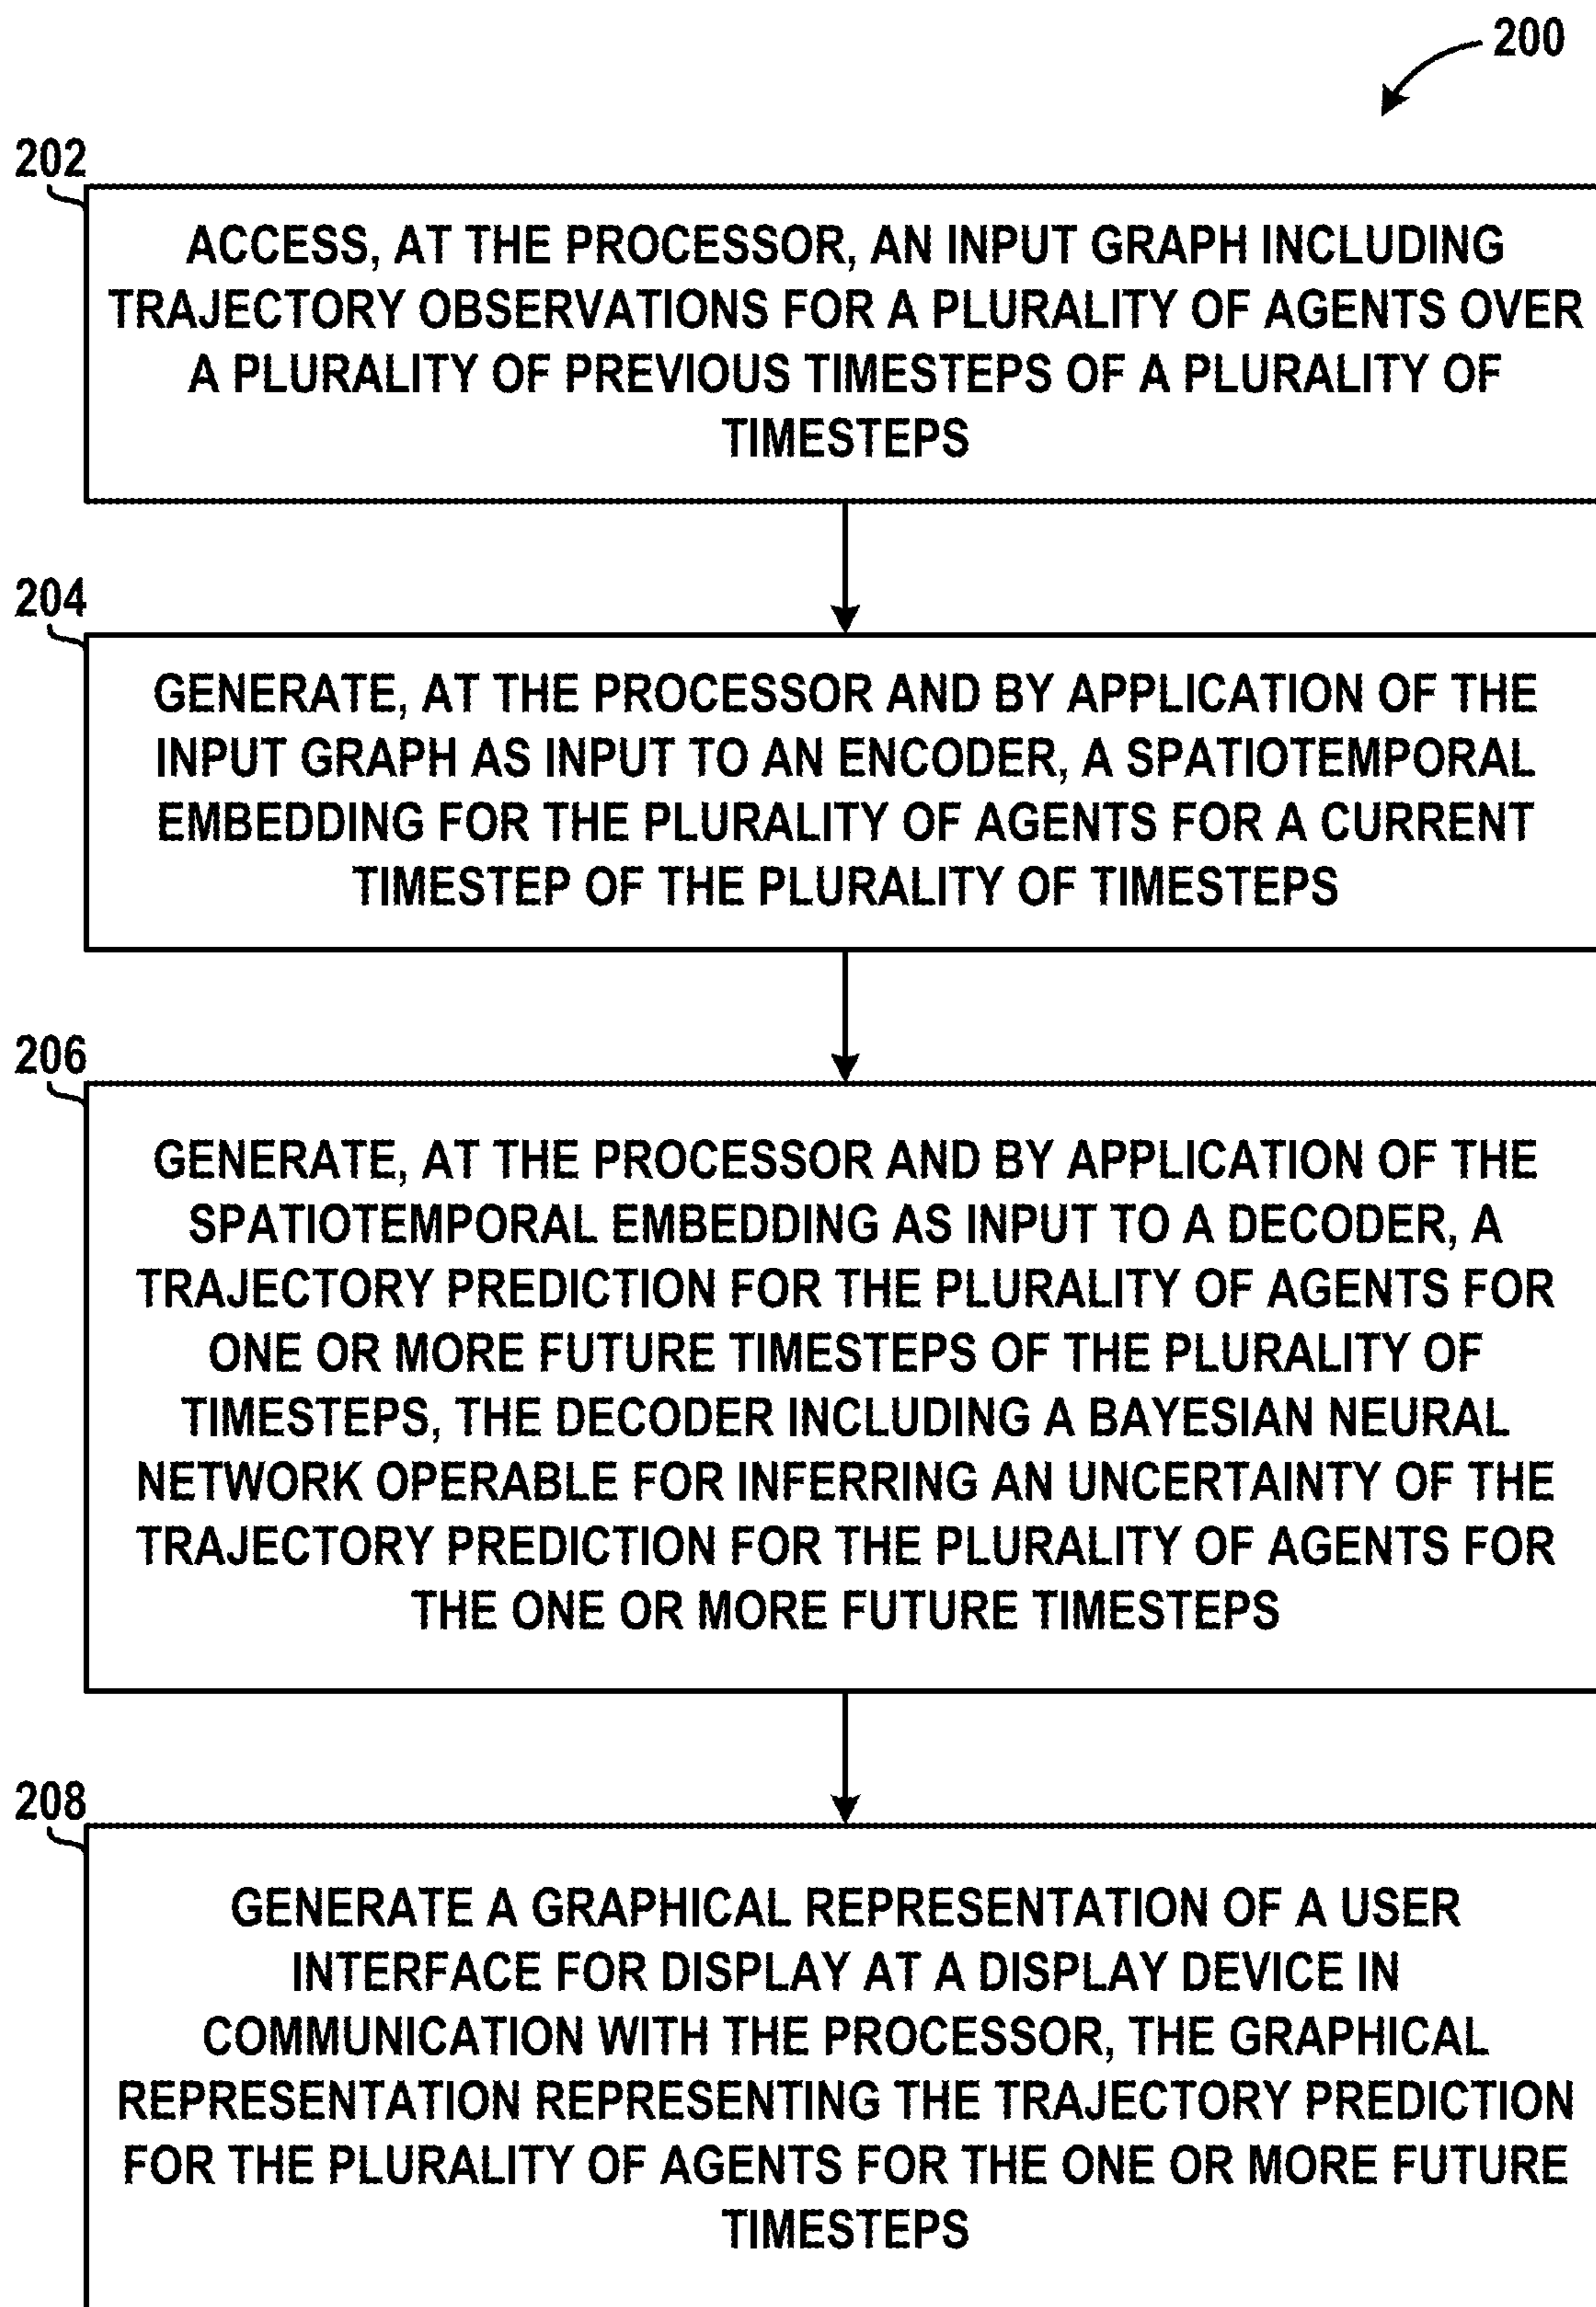 200
202
ACCESS, AT THE PROCESSOR, AN INPUT GRAPH INCLUDING
TRAJECTORY OBSERVATIONS FOR A PLURALITY OF AGENTS OVER
A PLURALITY OF PREVIOUS TIMESTEPS OF A PLURALITY OF
TIMESTEPS
204
GENERATE, AT THE PROCESSOR AND BY APPLICATION OF THE
INPUT GRAPH AS INPUT TO AN ENCODER, A SPATIOTEMPORAL
EMBEDDING FOR THE PLURALITY OF AGENTS FOR A CURRENT
TIMESTEP OF THE PLURALITY OF TIMESTEPS
206
GENERATE, AT THE PROCESSOR AND BY APPLICATION OF THE
SPATIOTEMPORAL EMBEDDING AS INPUT TO A DECODER, A
TRAJECTORY PREDICTION FOR THE PLURALITY OF AGENTS FOR
ONE OR MORE FUTURE TIMESTEPS OF THE PLURALITY OF
TIMESTEPS, THE DECODER INCLUDING A BAYESIAN NEURAL
NETWORK OPERABLE FOR INFERRING AN UNCERTAINTY OF THE
TRAJECTORY PREDICTION FOR THE PLURALITY OF AGENTS FOR
THE ONE OR MORE FUTURE TIMESTEPS
208
GENERATE A GRAPHICAL REPRESENTATION OF A USER
INTERFACE FOR DISPLAY AT A DISPLAY DEVICE IN
COMMUNICATION WITH THE PROCESSOR, THE GRAPHICAL
REPRESENTATION REPRESENTING THE TRAJECTORY PREDICTION
FOR THE PLURALITY OF AGENTS FOR THE ONE OR MORE FUTURE
TIMESTEPS